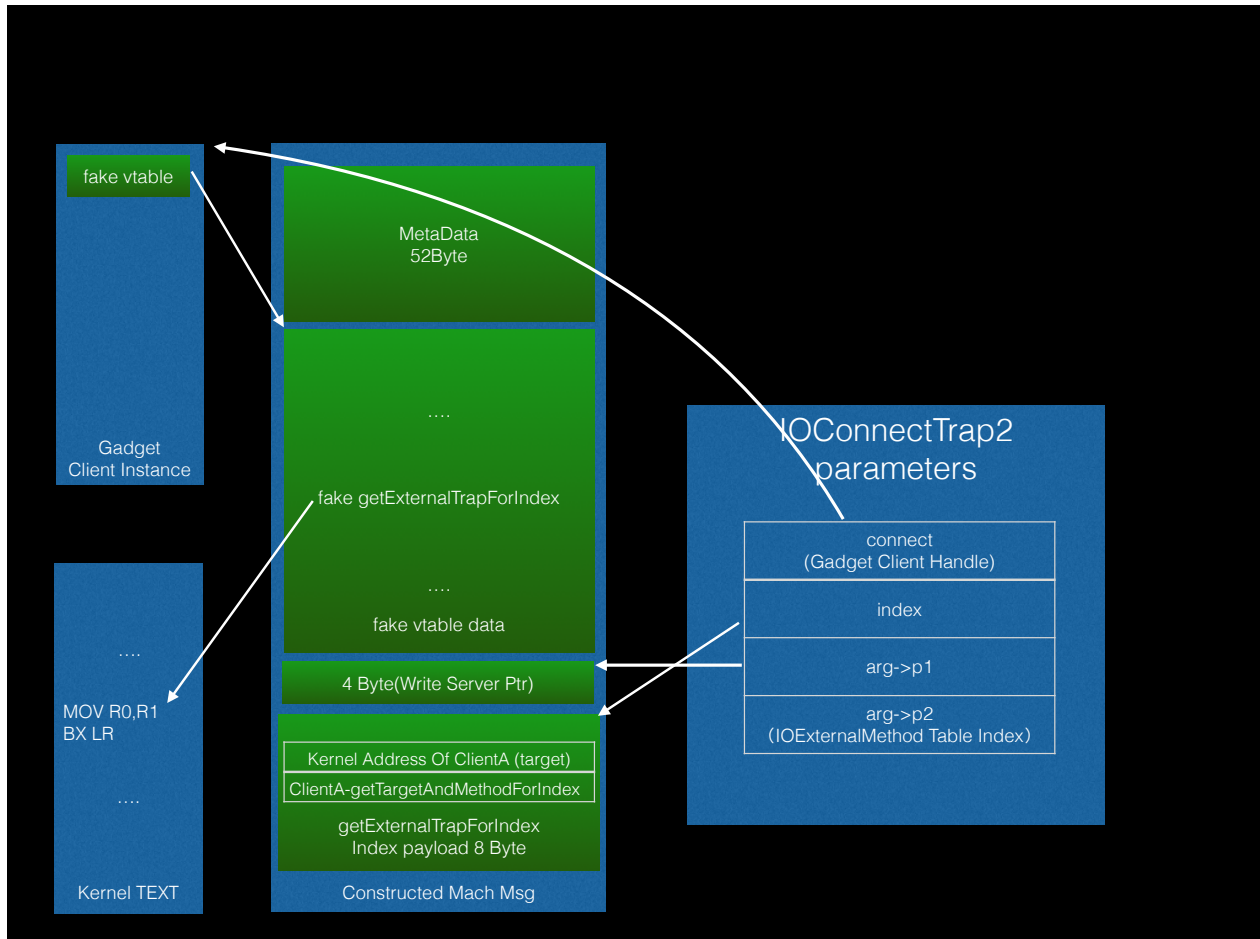 fake vtable
Gadget
Client Instance
....
MOV R0,R1
BX LR
....
Kernel TEXT
MetaData
52Byte
....
fake getExternalTrapForIndex
....
fake vtable data
4 Byte(Write Server Ptr)
Kernel Address Of ClientA (target)
ClientA-getTargetAndMethodForIndex
getExternalTrapForIndex
Index payload 8 Byte
Constructed Mach Msg
IOConnectTrap2
parameters
connect
(Gadget Client Handle)
index
arg->p1
arg->p2
（IOExternalMethod Table Index）